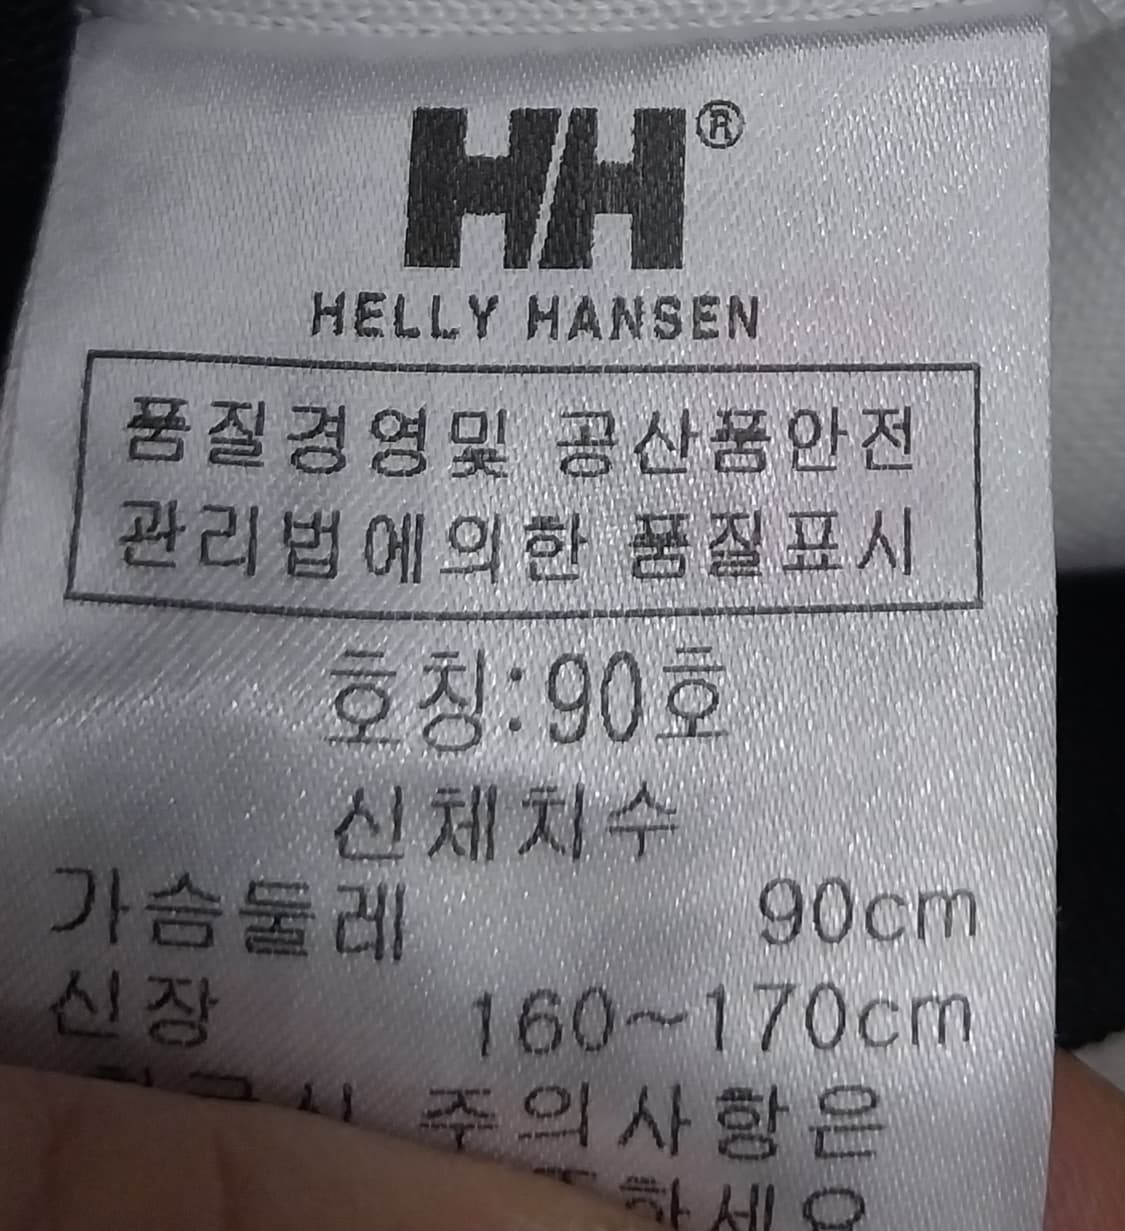 HH®
HELLY HANSEN
품질경영및 공산품안전
관리법에의한 품질표시
호칭:90호
신체치수
가슴둘레 90cm
신장 160~170cm
주의사항은